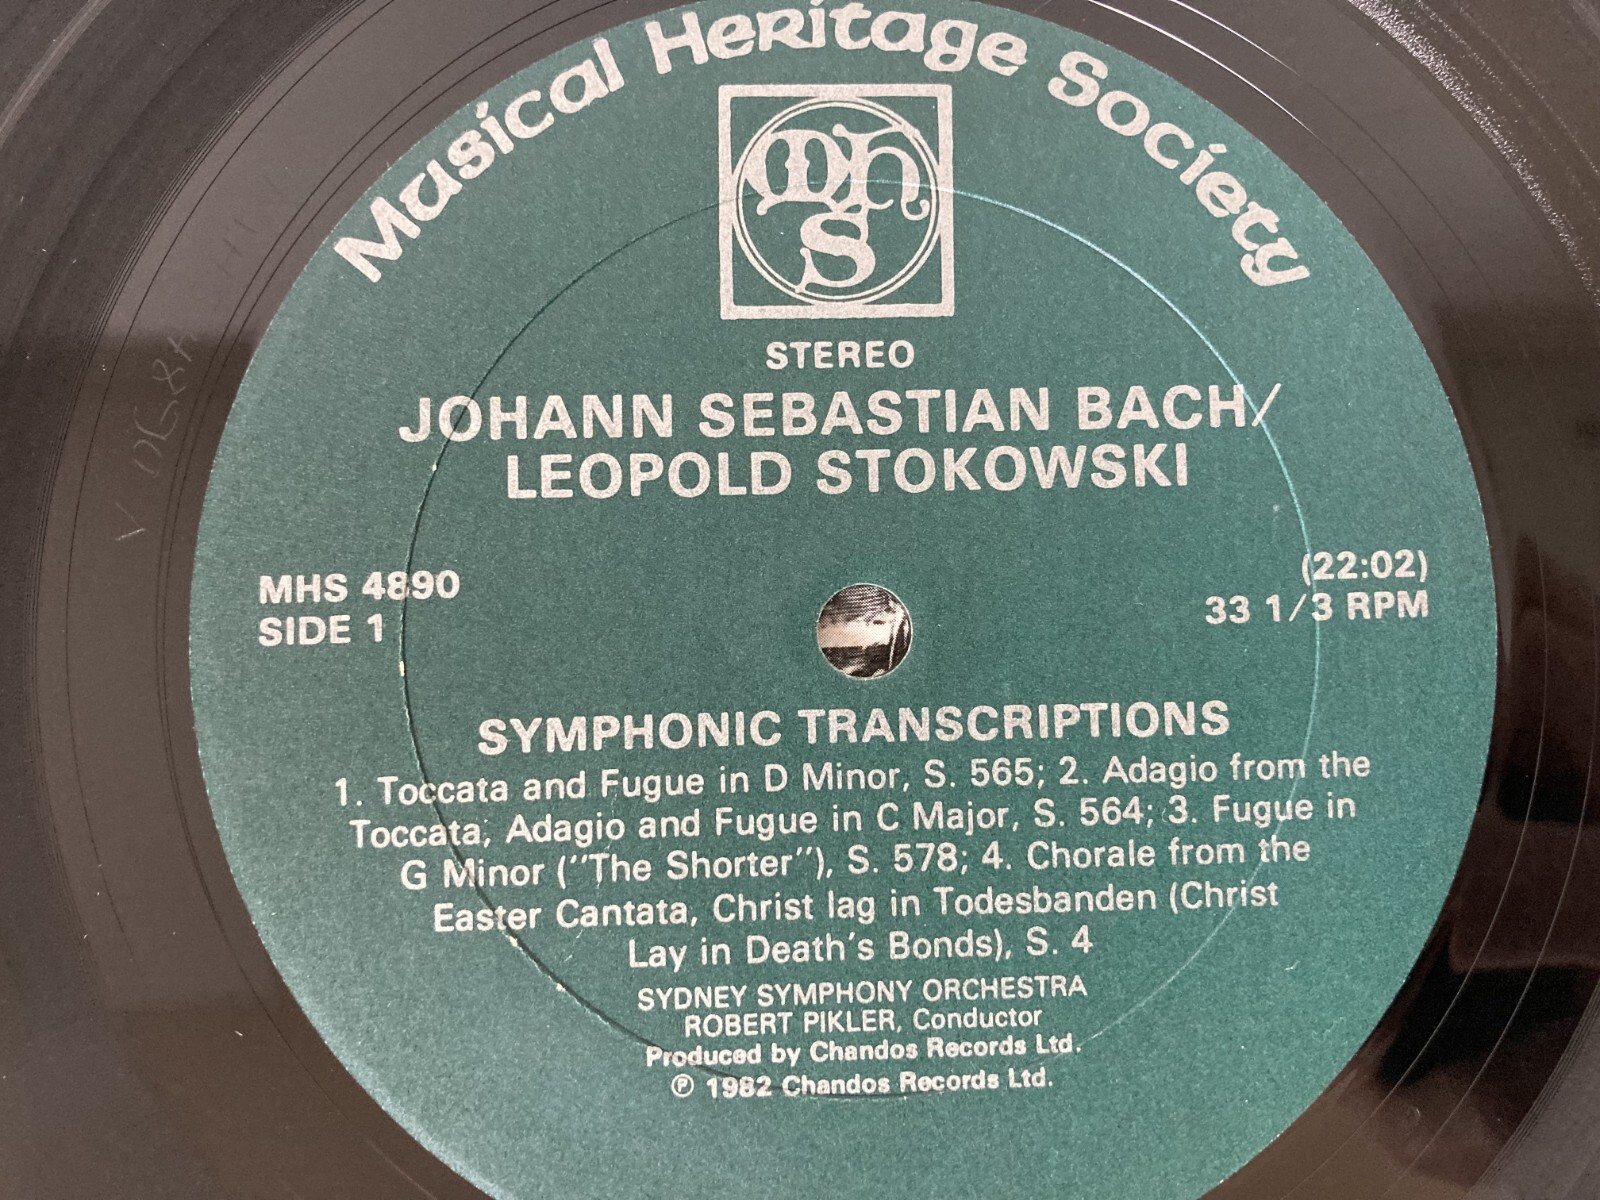 Musical Heritage Society
mhs
STEREO
JOHANN SEBASTIAN BACH/
LEOPOLD STOKOWSKI
MHS 4890
SIDE 1
(22:02)
33 1/3 RPM
SYMPHONIC TRANSCRIPTIONS
1. Toccata and Fugue in D Minor, S. 565; 2. Adagio from the
Toccata, Adagio and Fugue in C Major, S. 564; 3. Fugue in
G Minor (''The Shorter''), S. 578; 4. Chorale from the
Easter Cantata, Christ lag in Todesbanden (Christ
Lay in Death's Bonds), S. 4
SYDNEY SYMPHONY ORCHESTRA
ROBERT PIKLER, Conductor
Produced by Chandos Records Ltd.
℗ 1982 Chandos Records Ltd.